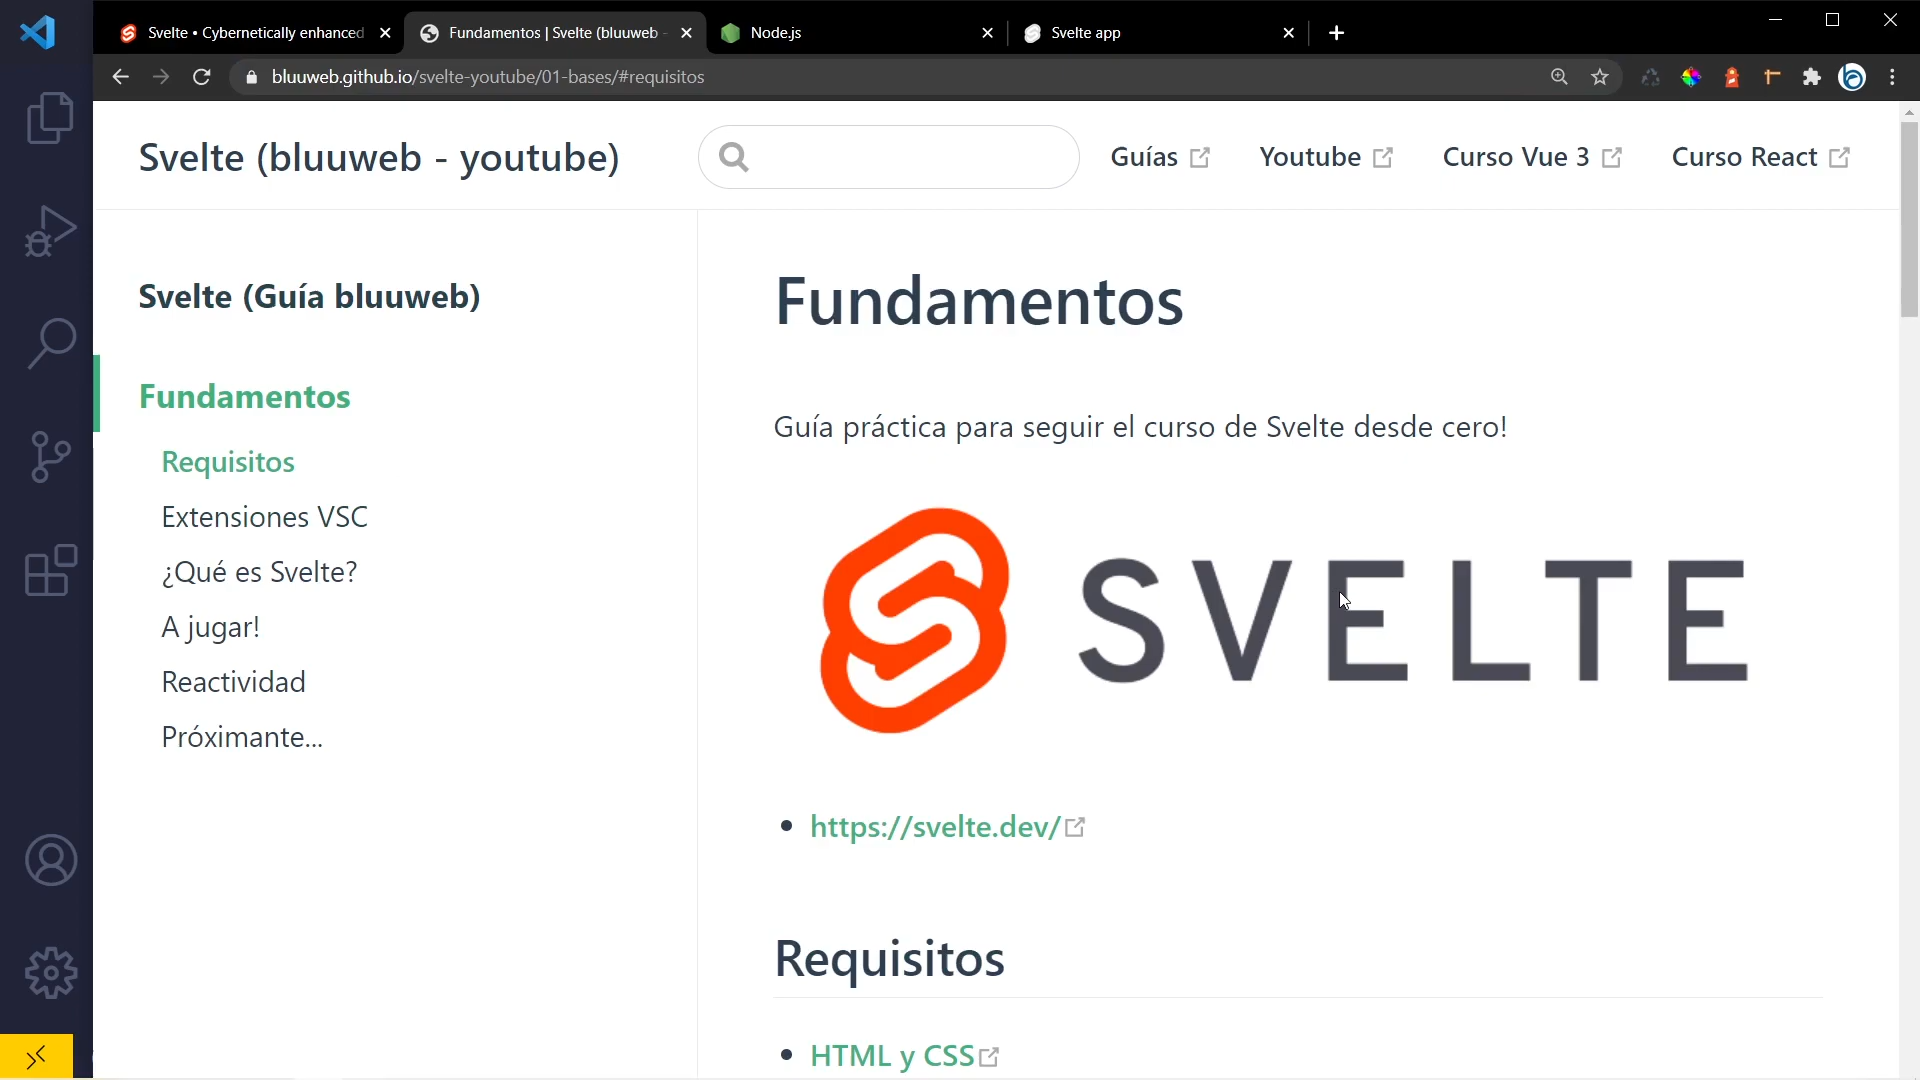 Svelte • Cybernetically enhanced
Fundamentos | Svelte (bluuweb -
Node.js
Svelte app
bluuweb.github.io/svelte-youtube/01-bases/#requisitos
Svelte (bluuweb - youtube)
Guías
Youtube
Curso Vue 3
Curso React
Svelte (Guía bluuweb)
Fundamentos
Requisitos
Extensiones VSC
¿Qué es Svelte?
A jugar!
Reactividad
Próximante...
Fundamentos
Guía práctica para seguir el curso de Svelte desde cero!
SVELTE
https://svelte.dev/
Requisitos
HTML y CSS